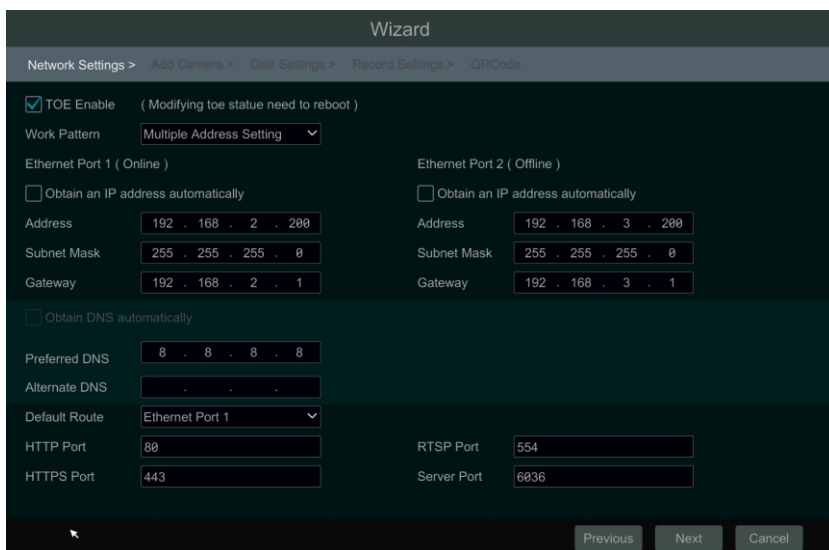 Wizard
Network Settings > Add Camera > Disk Settings > Record Settings > QRCode
TOE Enable ( Modifying toe status need to reboot )
Work Pattern Multiple Address Setting
Ethernet Port 1 ( Online ) Ethernet Port 2 ( Offline )
Obtain an IP address automatically Obtain an IP address automatically
Address 192 . 168 . 2 . 200 Address 192 . 168 . 3 . 200
Subnet Mask 255 . 255 . 255 . 0 Subnet Mask 255 . 255 . 255 . 0
Gateway 192 . 168 . 2 . 1 Gateway 192 . 168 . 3 . 1
Obtain DNS automatically
Preferred DNS 8 . 8 . 8 . 8
Alternate DNS . . .
Default Route Ethernet Port 1
HTTP Port 80 RTSP Port 554
HTTPS Port 443 Server Port 6036
Previous Next Cancel